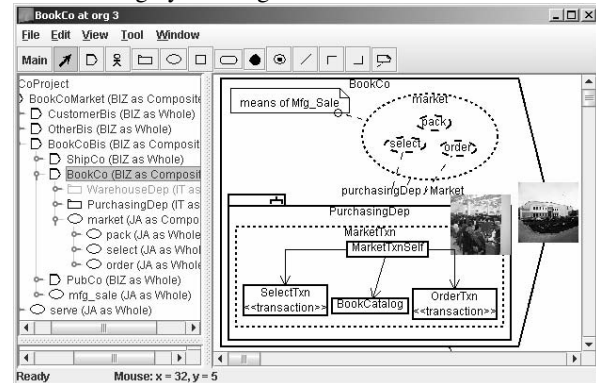 BookCo at org 3
File Edit View Tool Window
Main
CoProject
BookCoMarket (BIZ as Composite
CustomerBis (BIZ as Whole)
OtherBis (BIZ as Whole)
BookCoBis (BIZ as Composit
ShipCo (BIZ as Whole)
BookCo (BIZ as Composit
WarehouseDep (IT as
PurchasingDep (IT as
market (JA as Compo
pack (JA as Whole
select (JA as Whol
order (JA as Whole
PubCo (BIZ as Whole)
mfg_sale (JA as Whole)
serve (JA as Whole)
BookCo
means of Mfg_Sale
market
pack
select
order
purchasingDep / Market
PurchasingDep
MarketTxn
MarketTxnSelf
SelectTxn
<<transaction>>
BookCatalog
OrderTxn
<<transaction>>
Ready Mouse: x = 32, y = 5